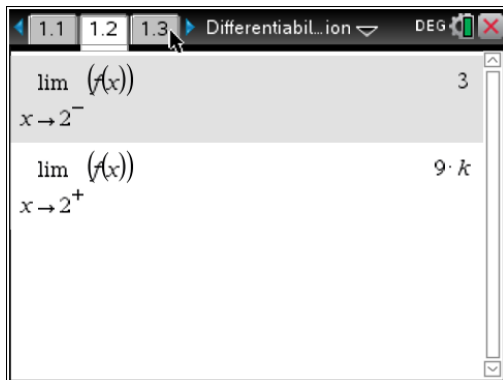 1.1 1.2 1.3 Differentiabil...ion DEG
lim (f(x)) 3
x→2⁻
lim (f(x)) 9·k
x→2⁺